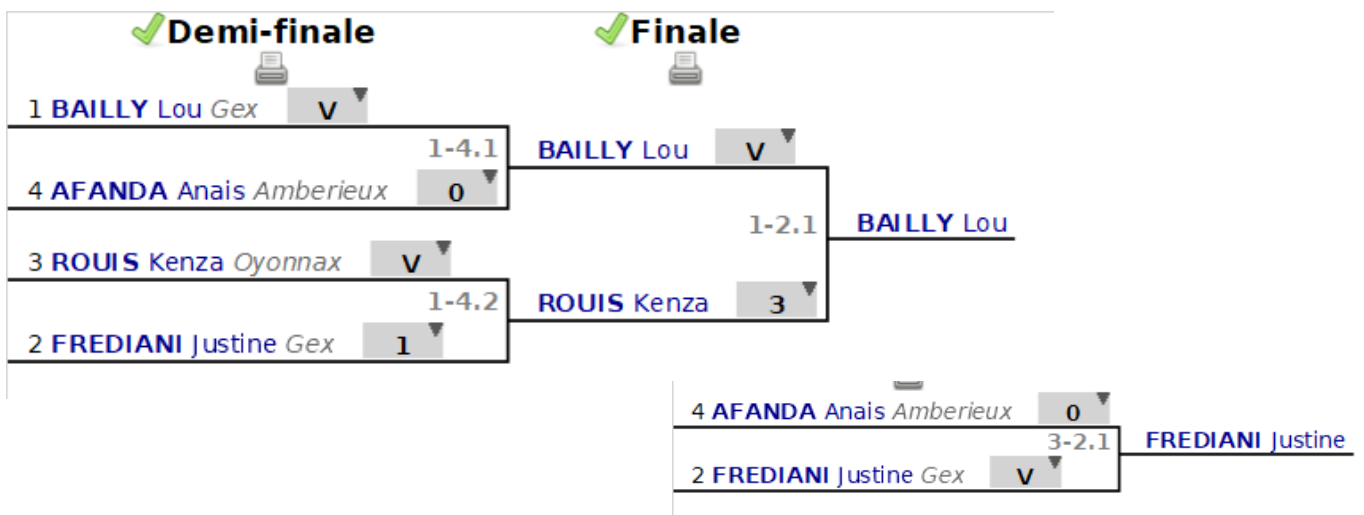 Demi-finale
Finale
1 BAILLY Lou Gex V
1-4.1
BAILLY Lou V
4 AFANDA Anais Amberieux 0
1-2.1
BAILLY Lou
3 ROUIS Kenza Oyonnax V
1-4.2
ROUIS Kenza 3
2 FREDIANI Justine Gex 1
4 AFANDA Anais Amberieux 0
3-2.1
FREDIANI Justine
2 FREDIANI Justine Gex V